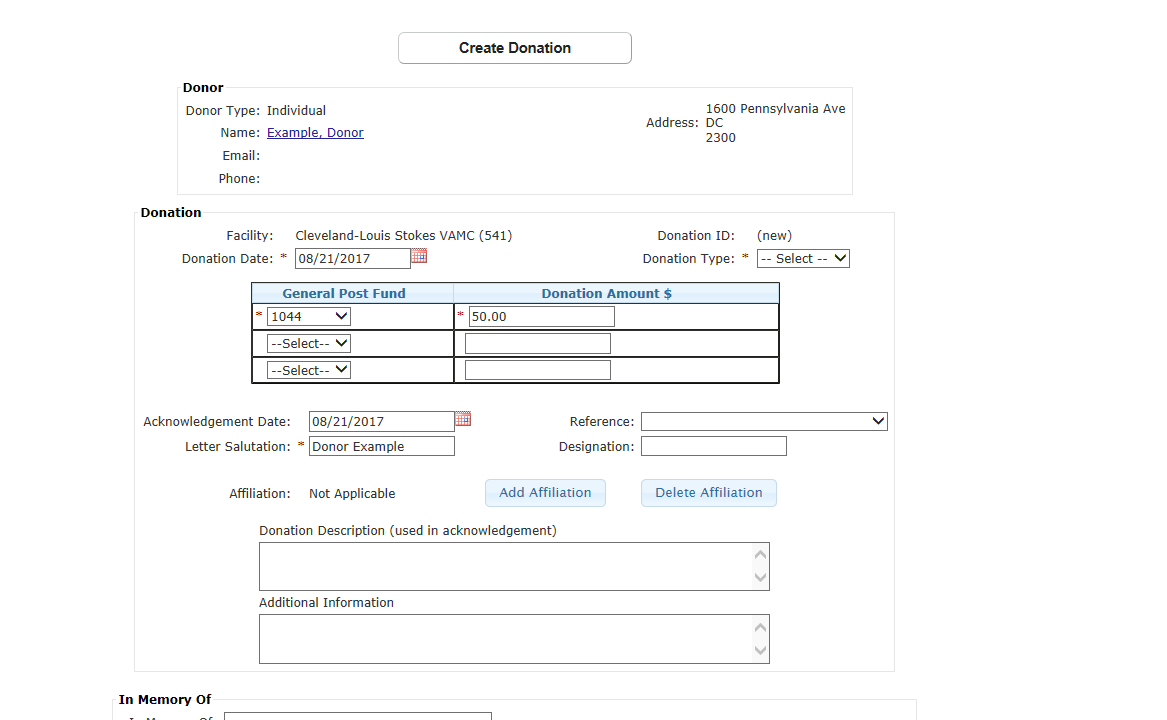 Create Donation
Donor
Donor Type: Individual
Name: Example, Donor
Email:
Phone:
Address: 1600 Pennsylvania Ave
DC
2300
Donation
Facility: Cleveland-Louis Stokes VAMC (541) Donation ID: (new)
Donation Date: * 08/21/2017 Donation Type: * -- Select --
General Post Fund Donation Amount $
* 1044 * 50.00
--Select--
--Select--
Acknowledgement Date: 08/21/2017 Reference:
Letter Salutation: * Donor Example Designation:
Affiliation: Not Applicable Add Affiliation Delete Affiliation
Donation Description (used in acknowledgement)
Additional Information
In Memory Of
In Memory Of